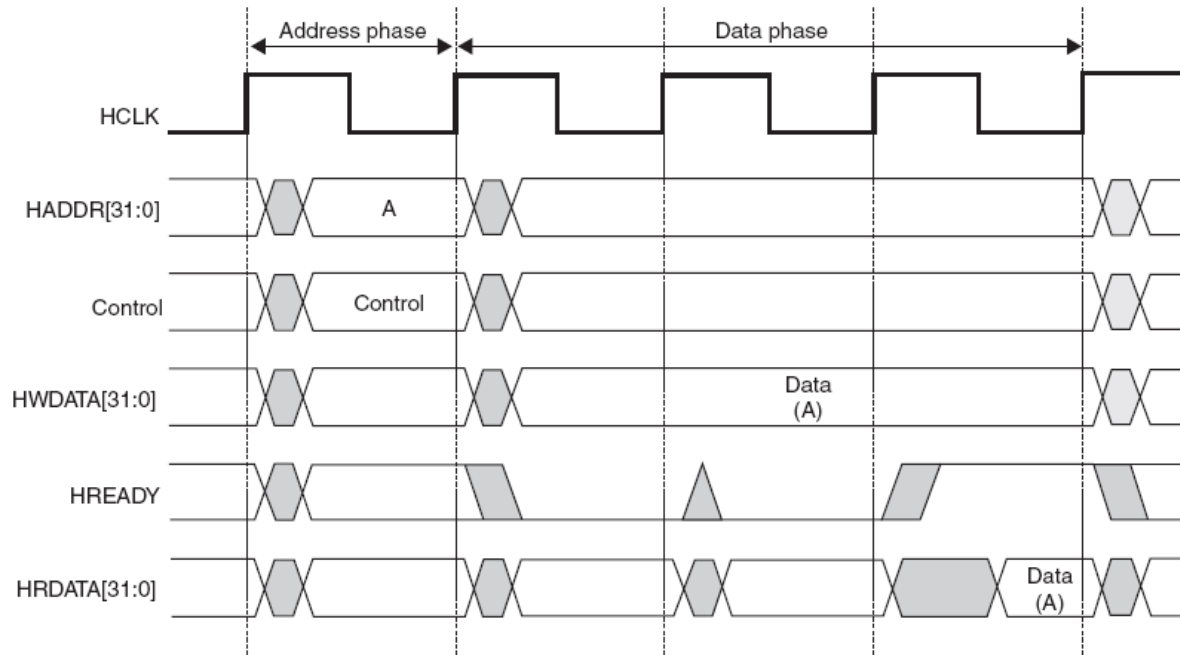 Address phase
Data phase
HCLK
HADDR[31:0]
A
Control
Control
HWDATA[31:0]
Data
(A)
HREADY
HRDATA[31:0]
Data
(A)